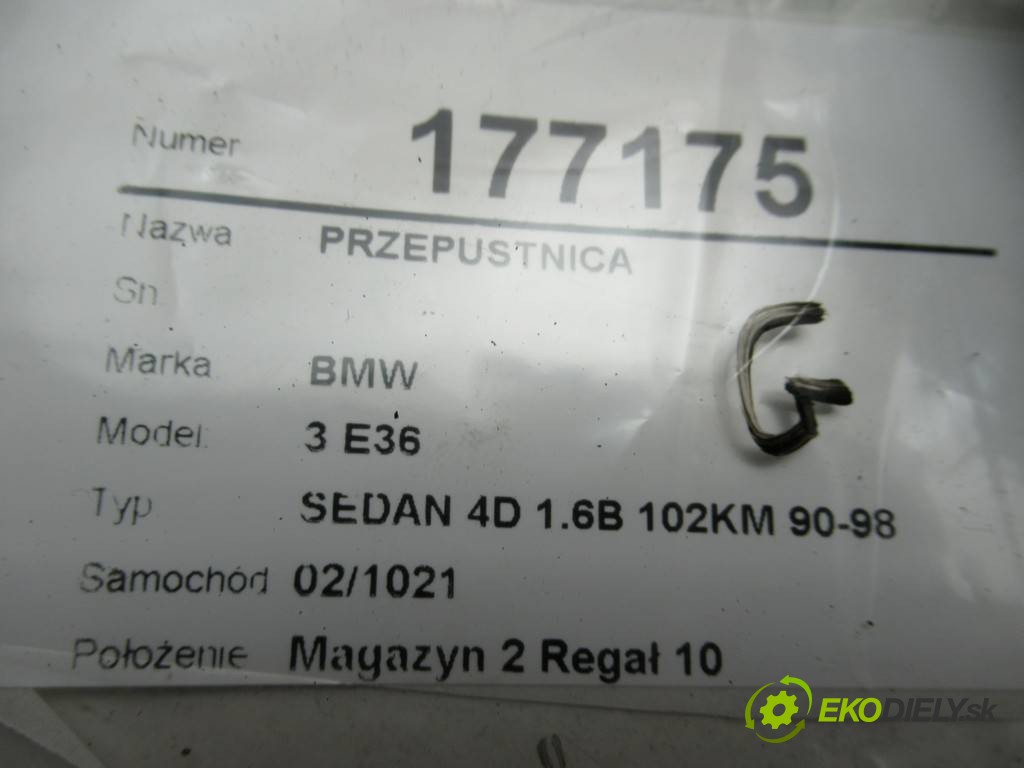 Numer 177175
Nazwa PRZEPUSTNICA
Sn
Marka BMW
G
Model: 3 E36
Typ SEDAN 4D 1.6B 102KM 90-98
Samochód 02/1021
Położenie Magazyn 2 Regał 10
EKODIELY.sk